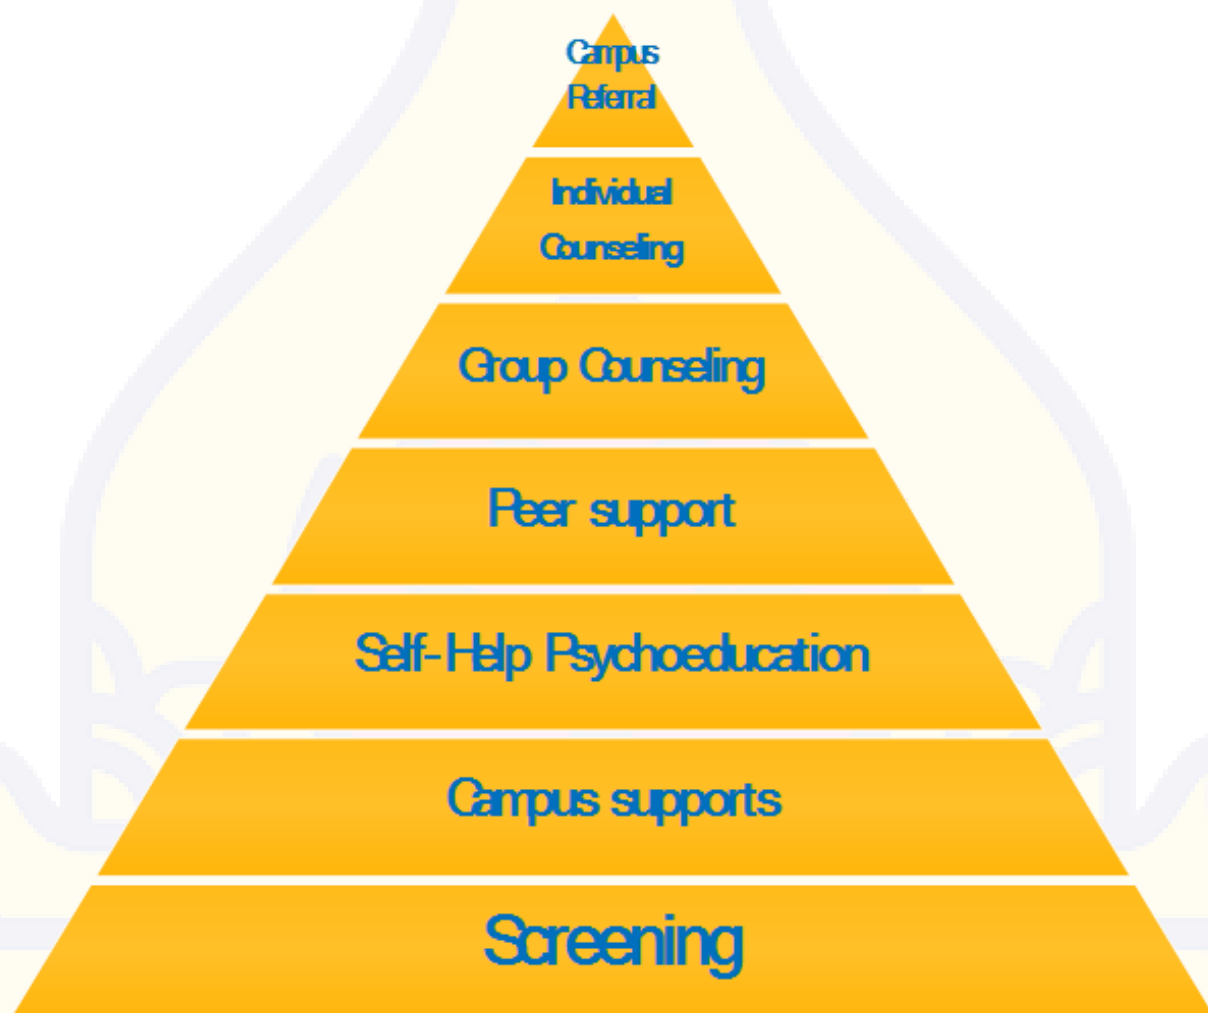 Campus
Referral
Individual
Counseling
Group Counseling
Peer support
Self-Help Psychoeducation
Campus supports
Screening